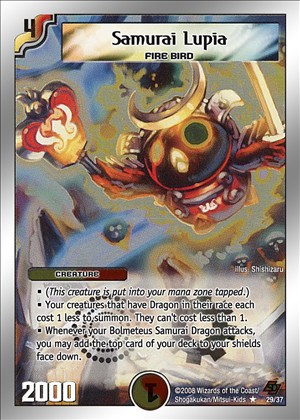 4
Samurai Lupia
FIRE BIRD
illus. Shishizaru
CREATURE
▪ (This creature is put into your mana zone tapped.)
▪ Your creatures that have Dragon in their race each
cost 1 less to summon. They can't cost less than 1.
▪ Whenever your Bolmeteus Samurai Dragon attacks,
you may add the top card of your deck to your shields
face down.
2000
1
©2008 Wizards of the Coast/
Shogakukan/Mitsui-Kids ★ 29/37